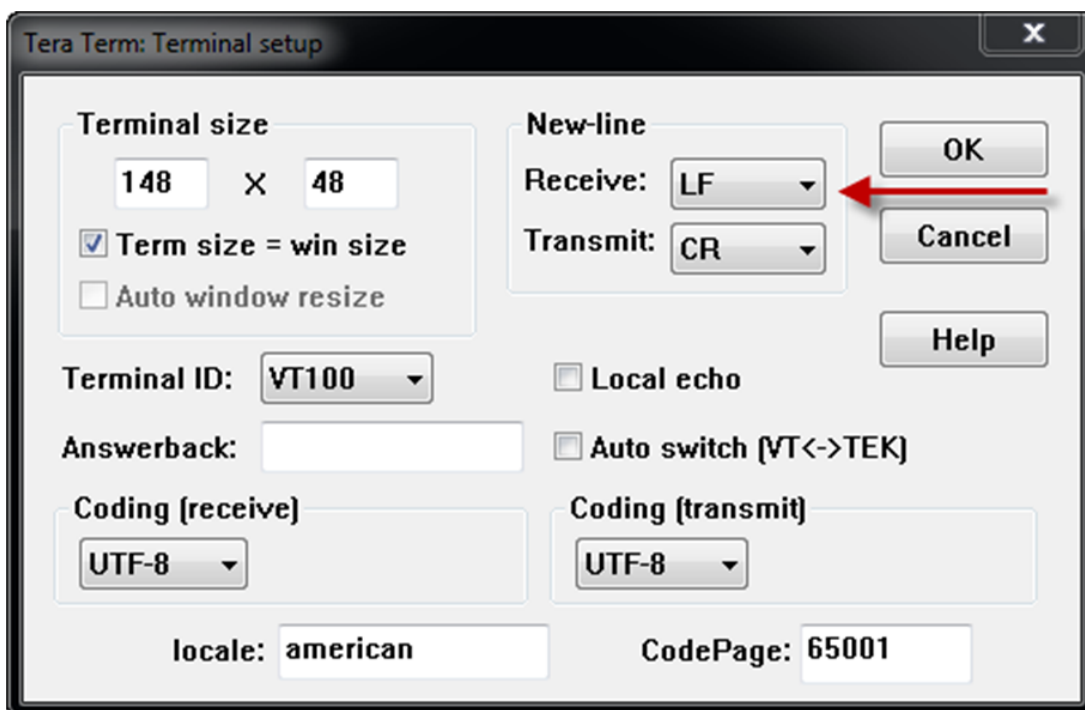 Tera Term: Terminal setup
x
Terminal size
148 X 48
Term size = win size
Auto window resize
New-line
Receive: LF
Transmit: CR
OK
Cancel
Help
Terminal ID: VT100
Local echo
Answerback:
Auto switch (VT<->TEK)
Coding (receive)
UTF-8
Coding (transmit)
UTF-8
locale: american
CodePage: 65001